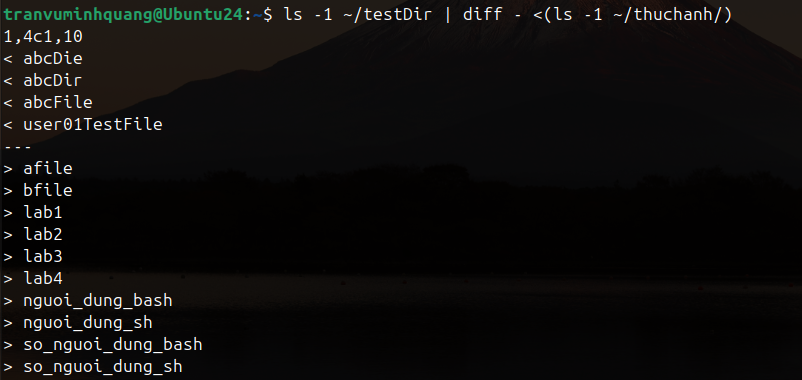 tranvuminhquang@Ubuntu24:~$ ls -1 ~/testDir | diff - <(ls -1 ~/thuchanh/)
1,4c1,10
< abcDie
< abcDir
< abcFile
< user01TestFile
---
> afile
> bfile
> lab1
> lab2
> lab3
> lab4
> nguoi_dung_bash
> nguoi_dung_sh
> so_nguoi_dung_bash
> so_nguoi_dung_sh